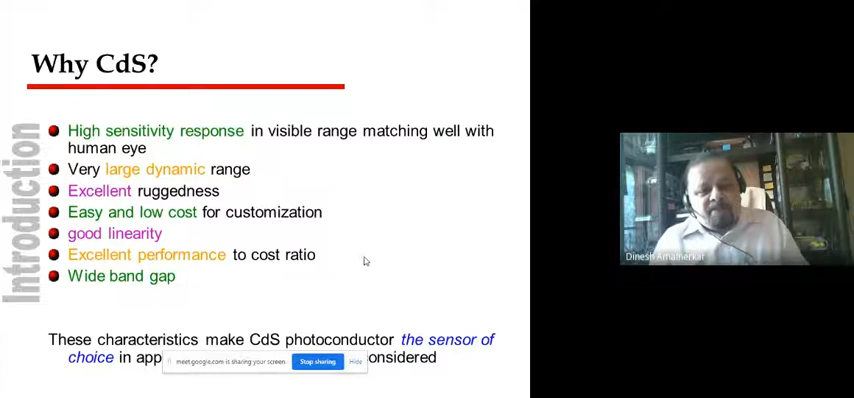 Why CdS?
Introduction
High sensitivity response in visible range matching well with
human eye
Very large dynamic range
Excellent ruggedness
Easy and low cost for customization
good linearity
Excellent performance to cost ratio
Wide band gap
These characteristics make CdS photoconductor the sensor of
choice in app onsidered
meet.google.com is sharing your screen. Stop sharing Hide
Dinesh Amalnerkar